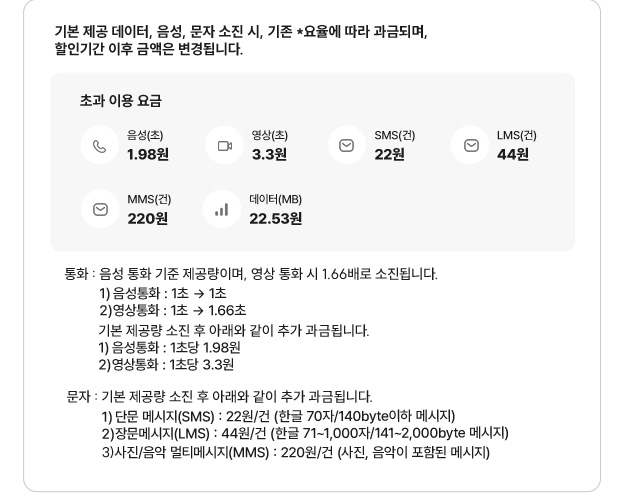 기본 제공 데이터, 음성, 문자 소진 시, 기존 *요율에 따라 과금되며,
할인기간 이후 금액은 변경됩니다.
초과 이용 요금
음성(초) 영상(초) SMS(건) LMS(건)
1.98원 3.3원 22원 44원
MMS(건) 데이터(MB)
220원 22.53원
통화 : 음성 통화 기준 제공량이며, 영상 통화 시 1.66배로 소진됩니다.
1) 음성통화 : 1초 → 1초
2)영상통화 : 1초 → 1.66초
기본 제공량 소진 후 아래와 같이 추가 과금됩니다.
1) 음성통화 : 1초당 1.98원
2)영상통화 : 1초당 3.3원
문자 : 기본 제공량 소진 후 아래와 같이 추가 과금됩니다.
1) 단문 메시지(SMS) : 22원/건 (한글 70자/140byte이하 메시지)
2)장문메시지(LMS) : 44원/건 (한글 71~1,000자/141~2,000byte 메시지)
3)사진/음악 멀티메시지(MMS) : 220원/건 (사진, 음악이 포함된 메시지)